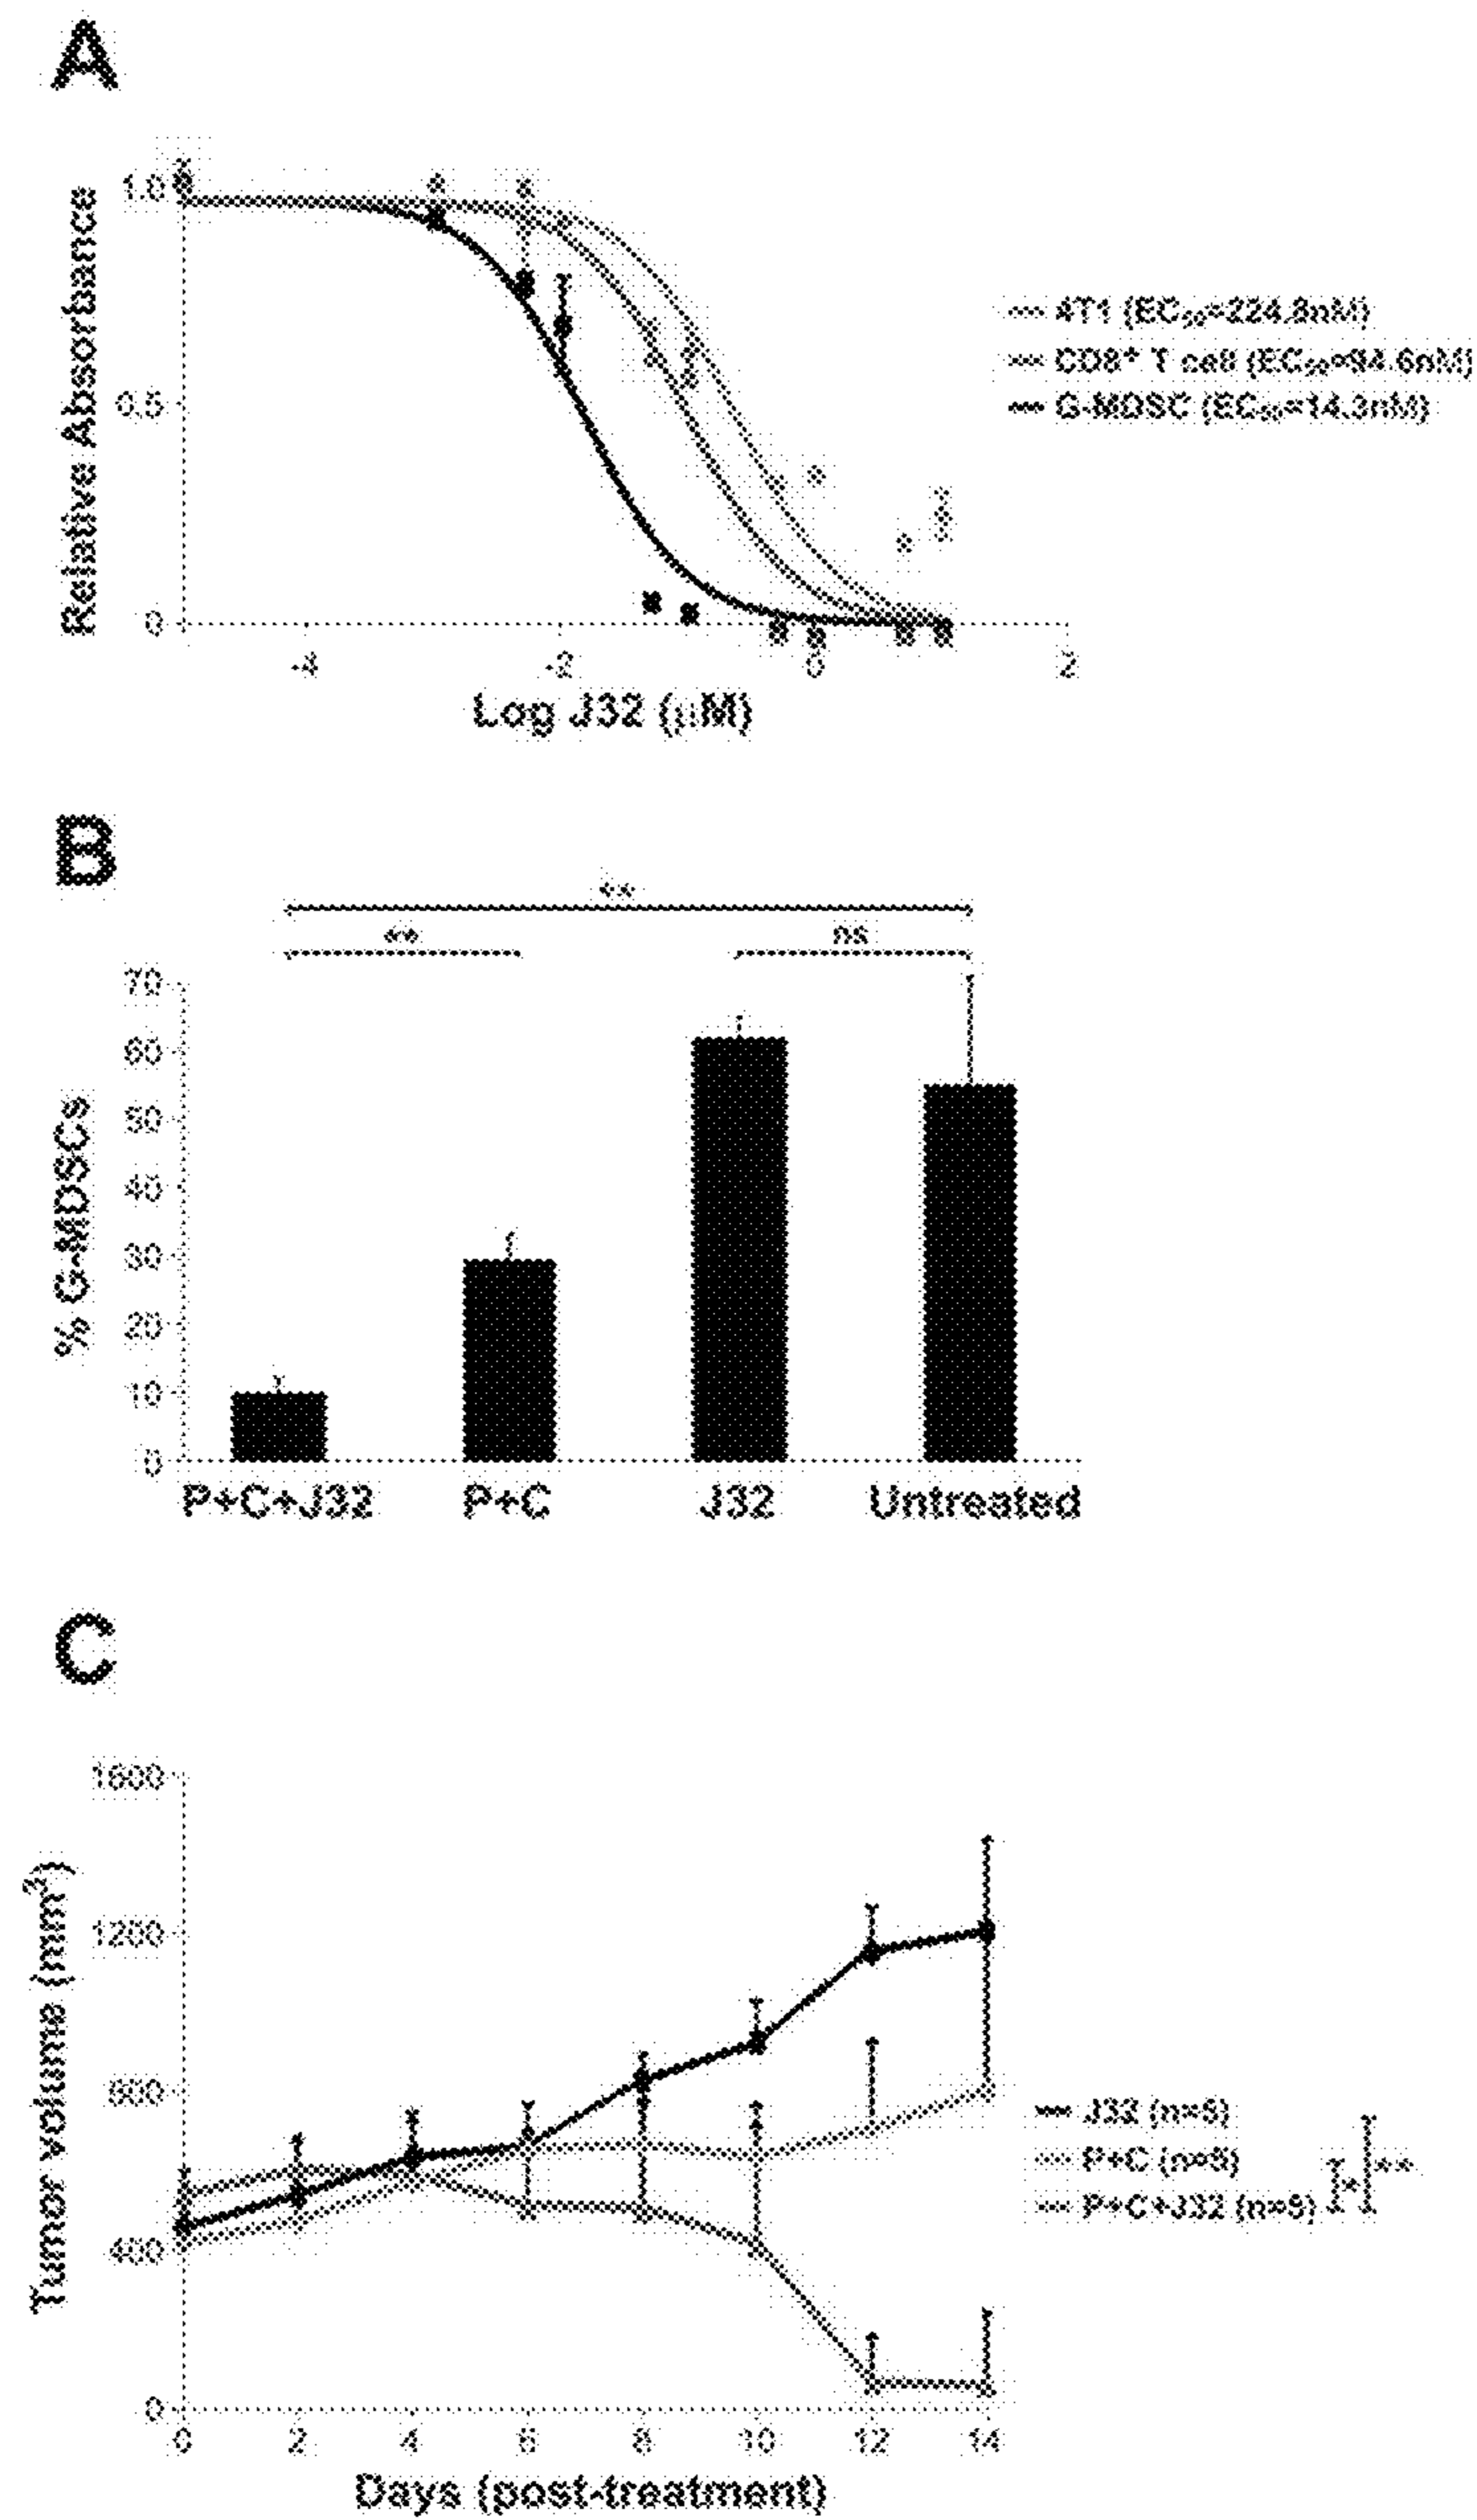 A
Relative Absorbance
1.0
0.5
0
-4
-2
0
2
Log J32 (μM)
4T1 (EC₅₀=224.8nM)
CD8⁺ T cell (EC₅₀=94.6nM)
G-MDSC (EC₅₀=14.3nM)
B
**
**
ns
% G-MDSCs
70
60
50
40
30
20
10
0
P+C+J32
P+C
J32
Untreated
C
Tumor volume (mm³)
1600
1200
800
400
0
0
2
4
6
8
10
12
14
Days (post-treatment)
J32
P+C
P+C+J32
*
**